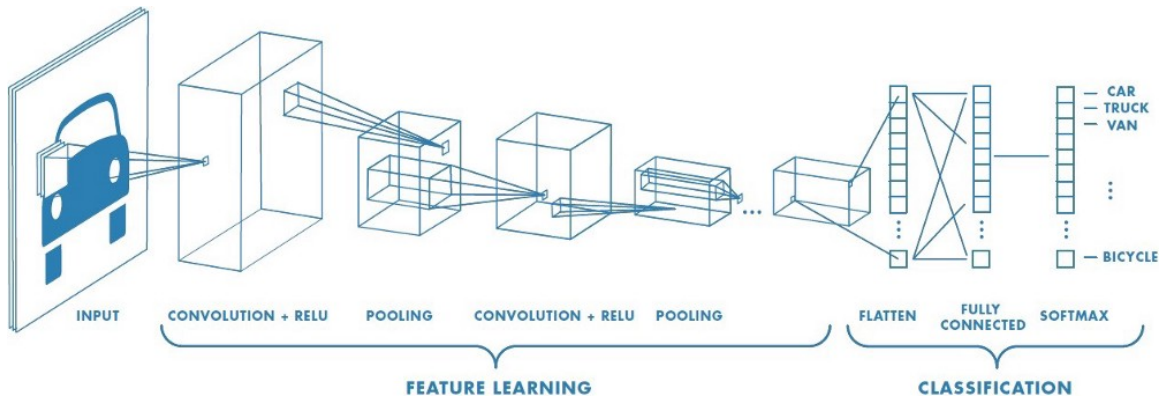 CAR
TRUCK
VAN
BICYCLE
INPUT
CONVOLUTION + RELU
POOLING
CONVOLUTION + RELU
POOLING
FLATTEN
FULLY
CONNECTED
SOFTMAX
FEATURE LEARNING
CLASSIFICATION